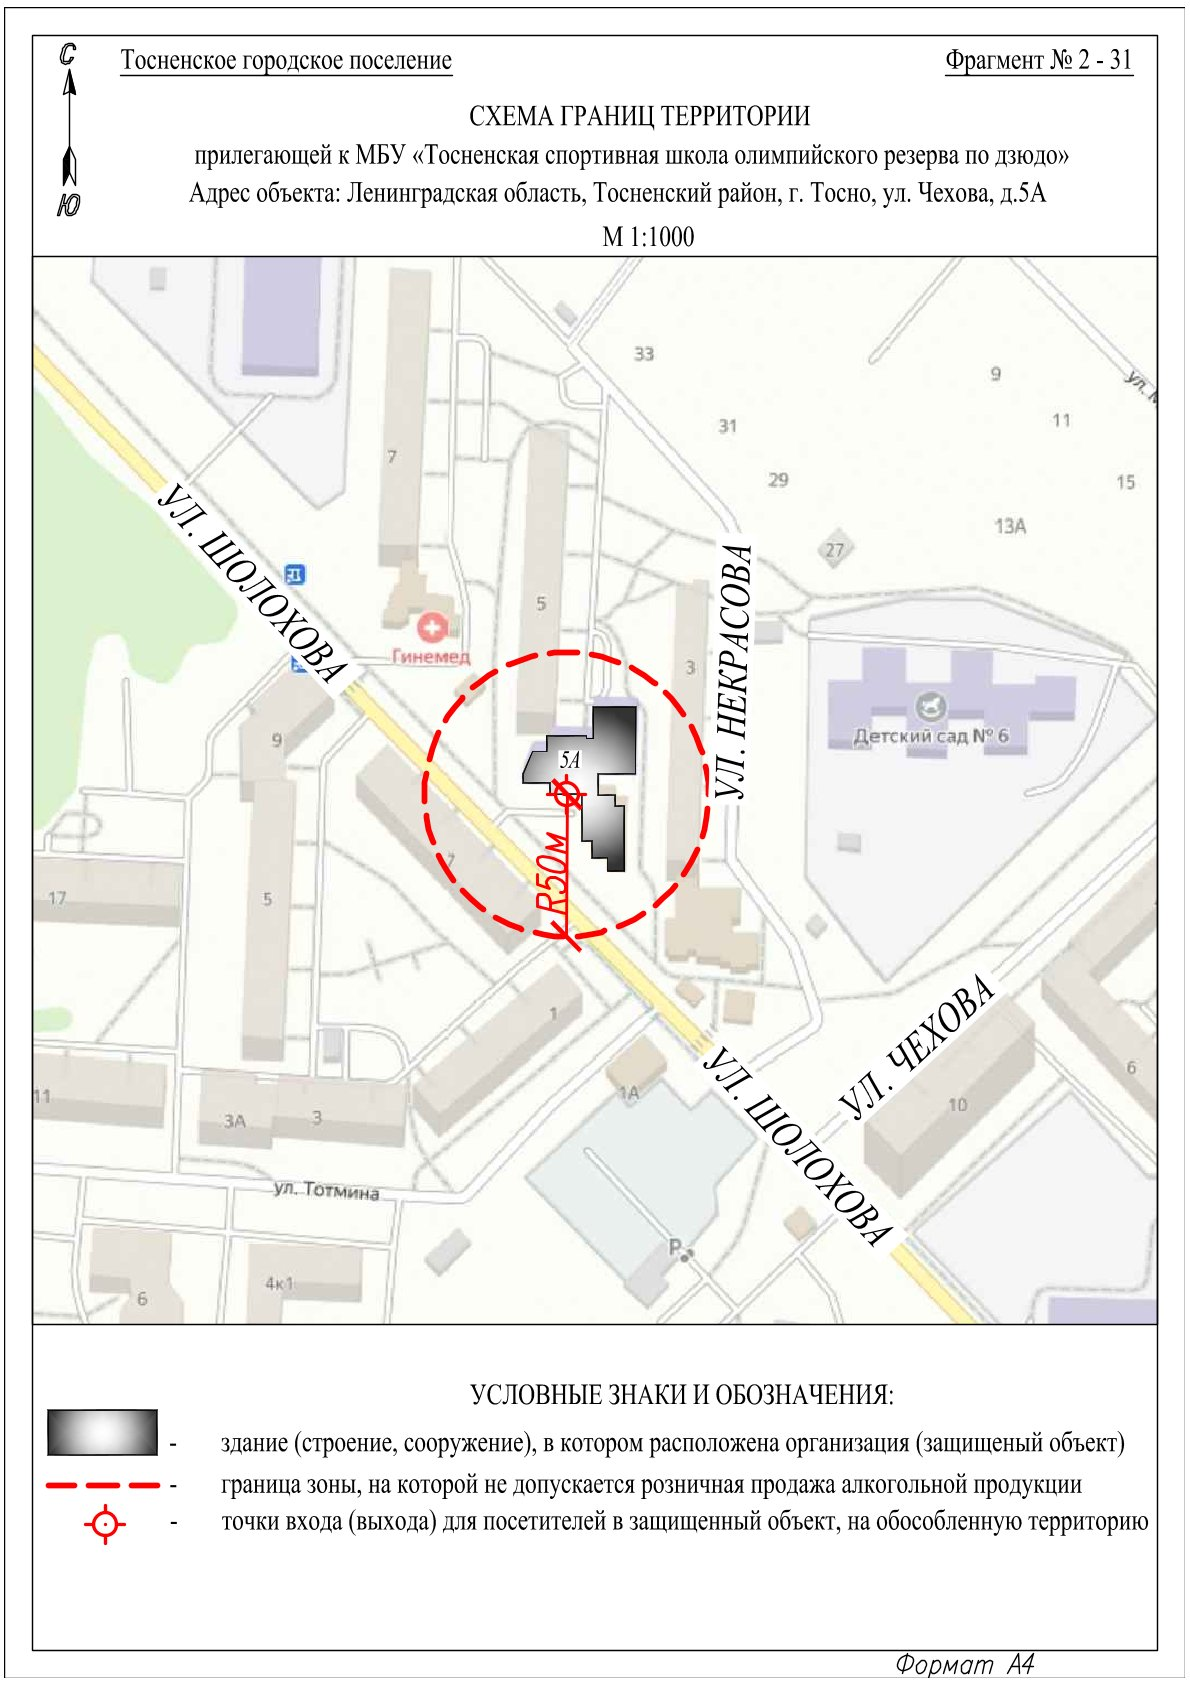 С
Тосненское городское поселение
Фрагмент № 2 - 31
СХЕМА ГРАНИЦ ТЕРРИТОРИИ
прилегающей к МБУ «Тосненская спортивная школа олимпийского резерва по дзюдо»
Адрес объекта: Ленинградская область, Тосненский район, г. Тосно, ул. Чехова, д.5А
Ю
М 1:1000
33
9
ул.
31
11
7
29
15
13А
27
УЛ. ШОЛОХОВА
5
УЛ. НЕКРАСОВА
Гинемед
3
Детский сад № 6
9
5А
7
R50м
17
5
УЛ. ЧЕХОВА
1
УЛ. ШОЛОХОВА
6
11
1А
10
3А
3
ул. Тотмина
Р
4к1
6
УСЛОВНЫЕ ЗНАКИ И ОБОЗНАЧЕНИЯ:
- здание (строение, сооружение), в котором расположена организация (защищеный объект)
- граница зоны, на которой не допускается розничная продажа алкогольной продукции
- точки входа (выхода) для посетителей в защищенный объект, на обособленную территорию
Формат А4